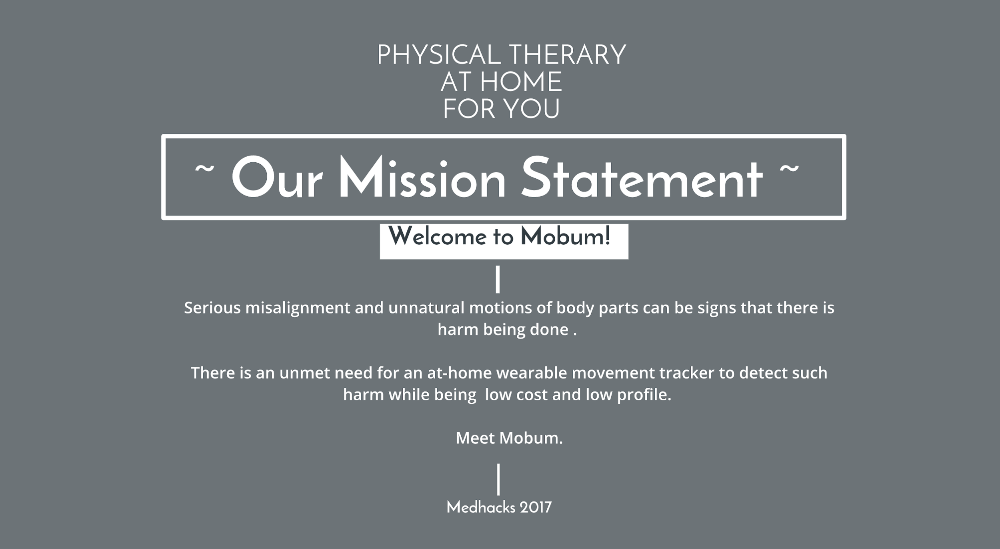 PHYSICAL THERARY
AT HOME
FOR YOU
~ Our Mission Statement ~
Welcome to Mobum!
Serious misalignment and unnatural motions of body parts can be signs that there is
harm being done .
There is an unmet need for an at-home wearable movement tracker to detect such
harm while being  low cost and low profile.
Meet Mobum.
Medhacks 2017